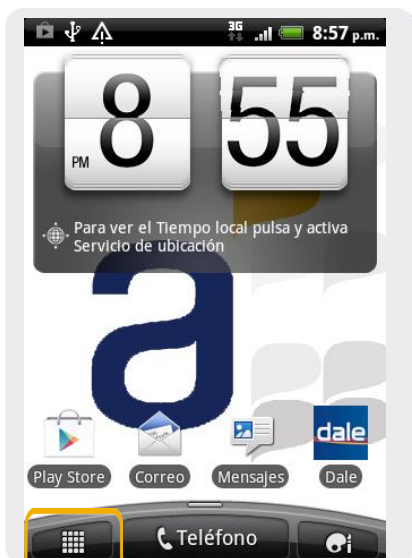 3G
8:57 p.m.
PM
8
55
Para ver el Tiempo local pulsa y activa
Servicio de ubicación
a
dale
Play Store
Correo
Mensajes
Dale
Teléfono